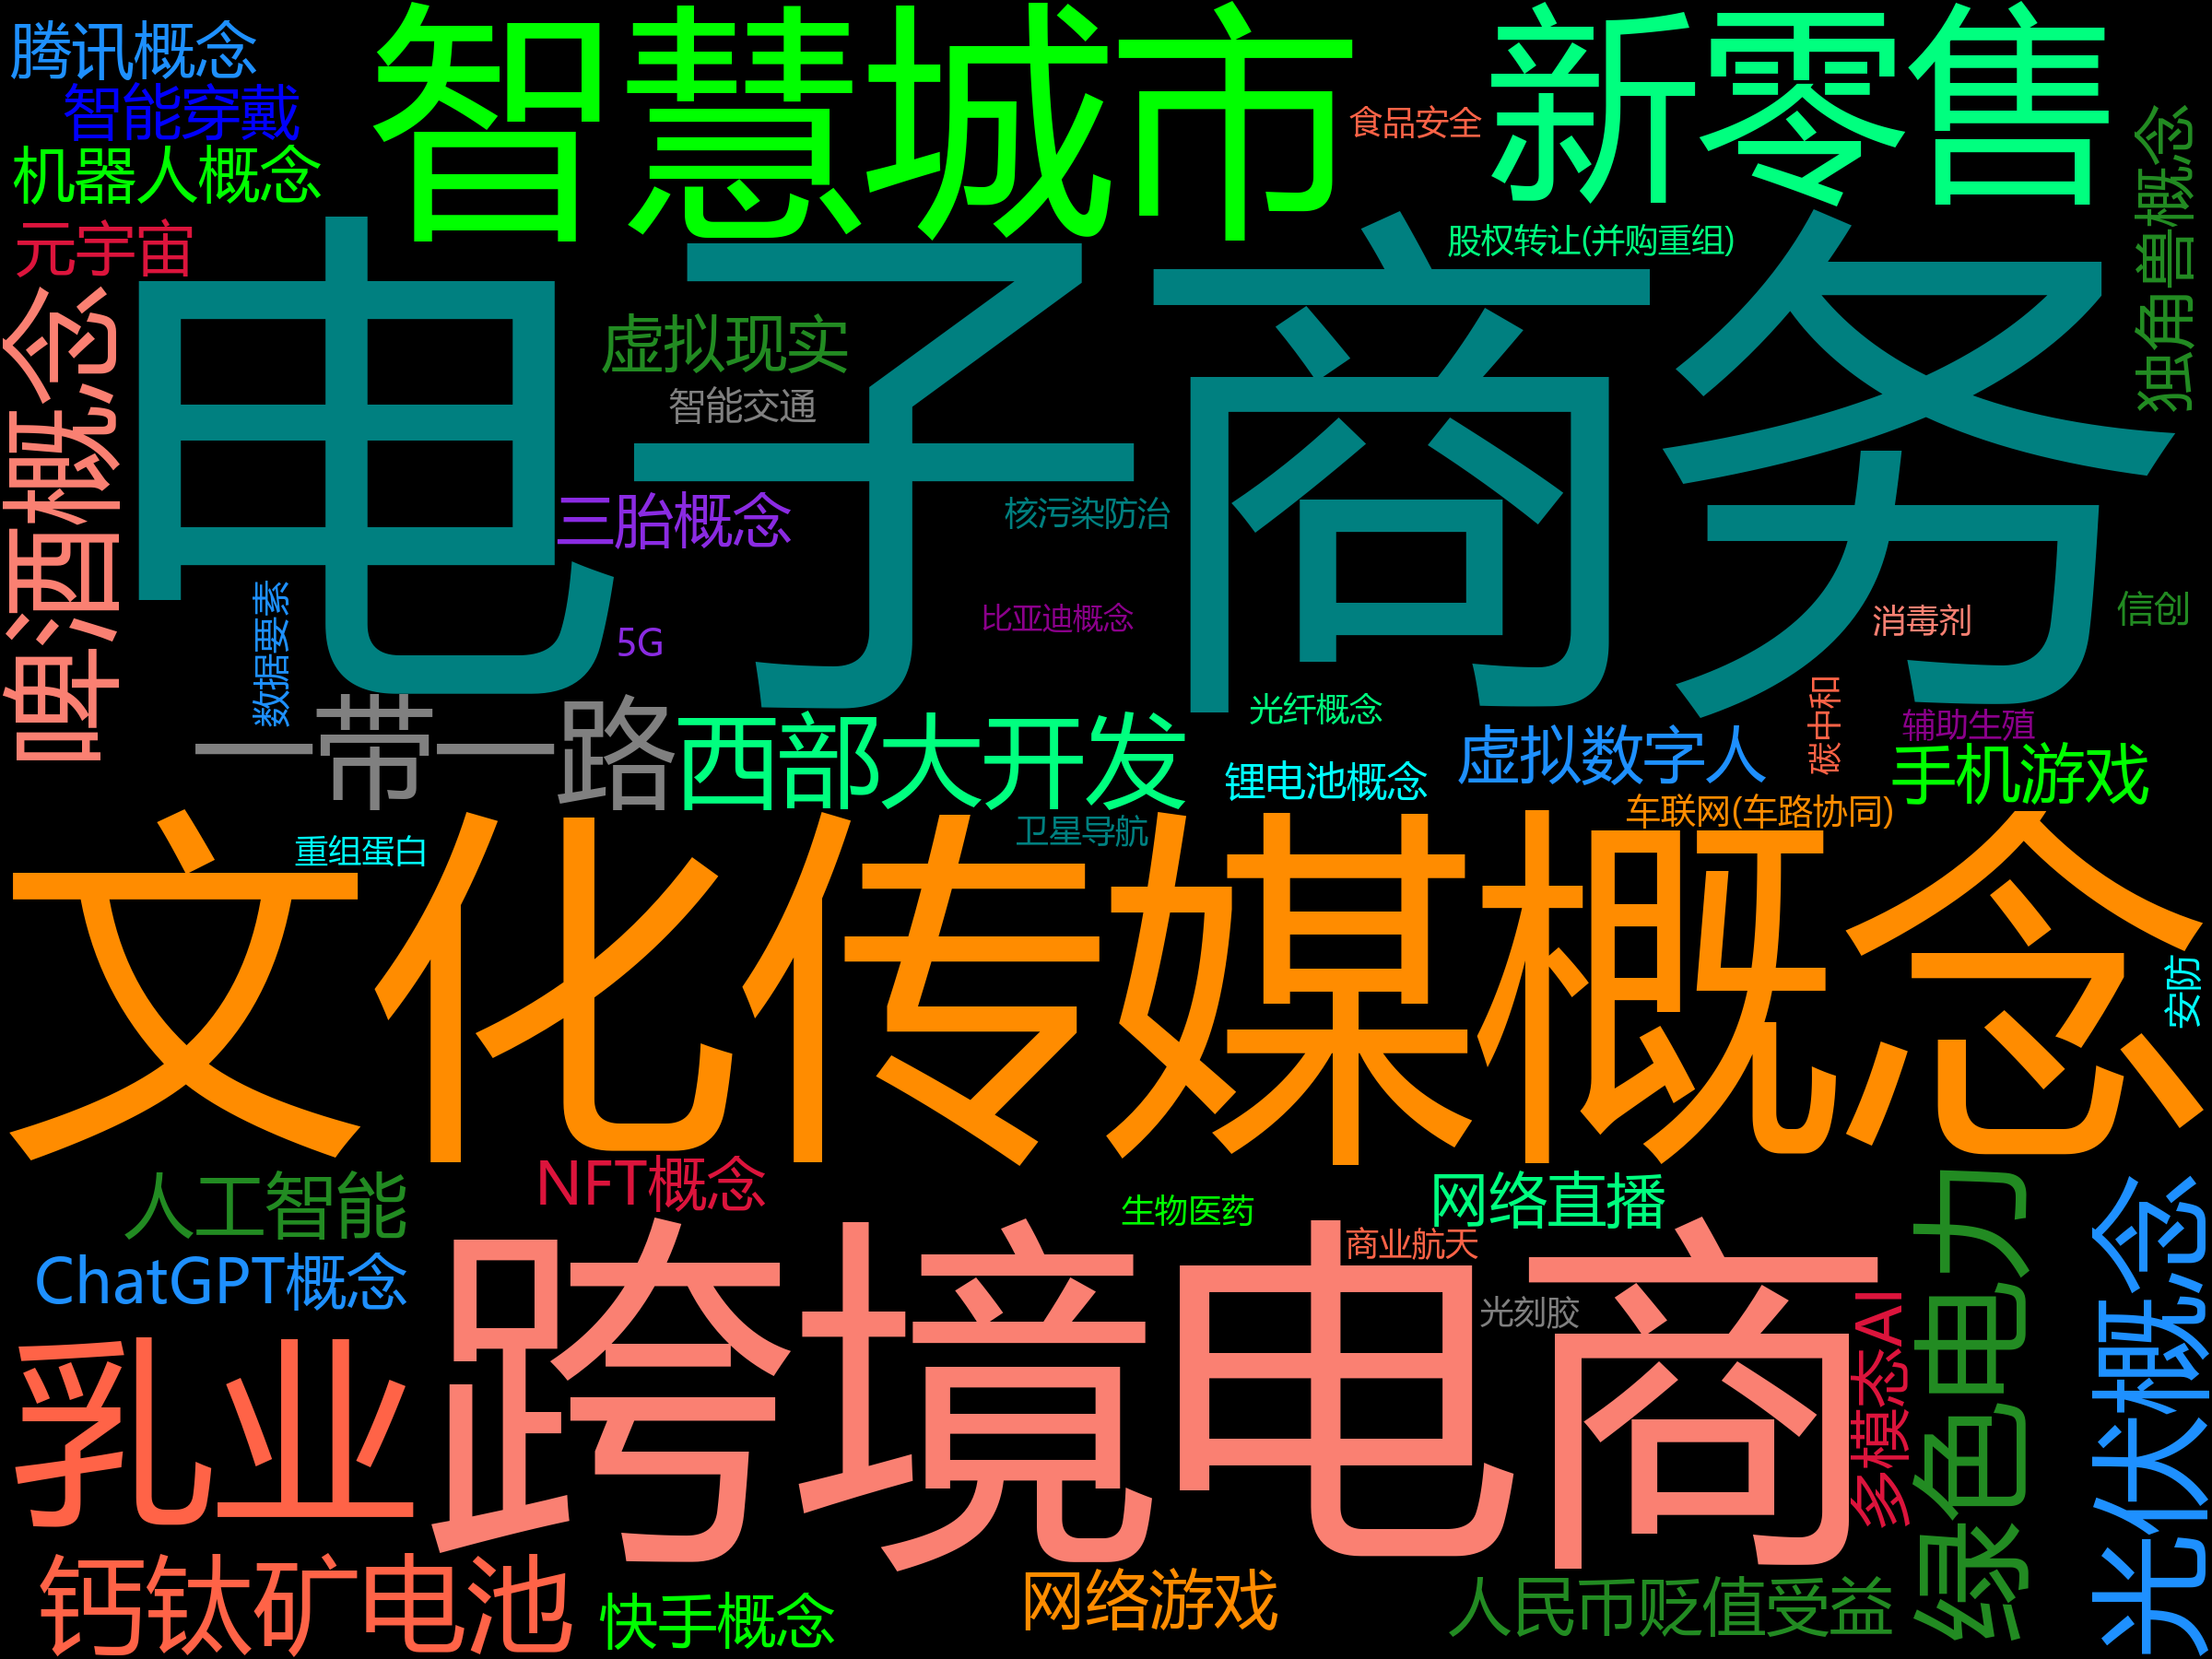 腾讯概念
智慧城市
新零售
智能穿戴
食品安全
机器人概念
独角兽概念
元宇宙
股权转让(并购重组)
电子商务
虚拟现实
智能交通
啤酒概念
三胎概念
核污染防治
数据要素
5G
比亚迪概念
消毒剂
信创
一带一路
西部大开发
光纤概念
锂电池概念
虚拟数字人
碳中和
辅助生殖
手机游戏
车联网(车路协同)
重组蛋白
卫星导航
文化传媒概念
安防
人工智能
NFT概念
生物医药
网络直播
商业航天
ChatGPT概念
光刻胶
乳业
跨境电商
多模态AI
绿色电力
光伏概念
钙钛矿电池
快手概念
网络游戏
人民币贬值受益